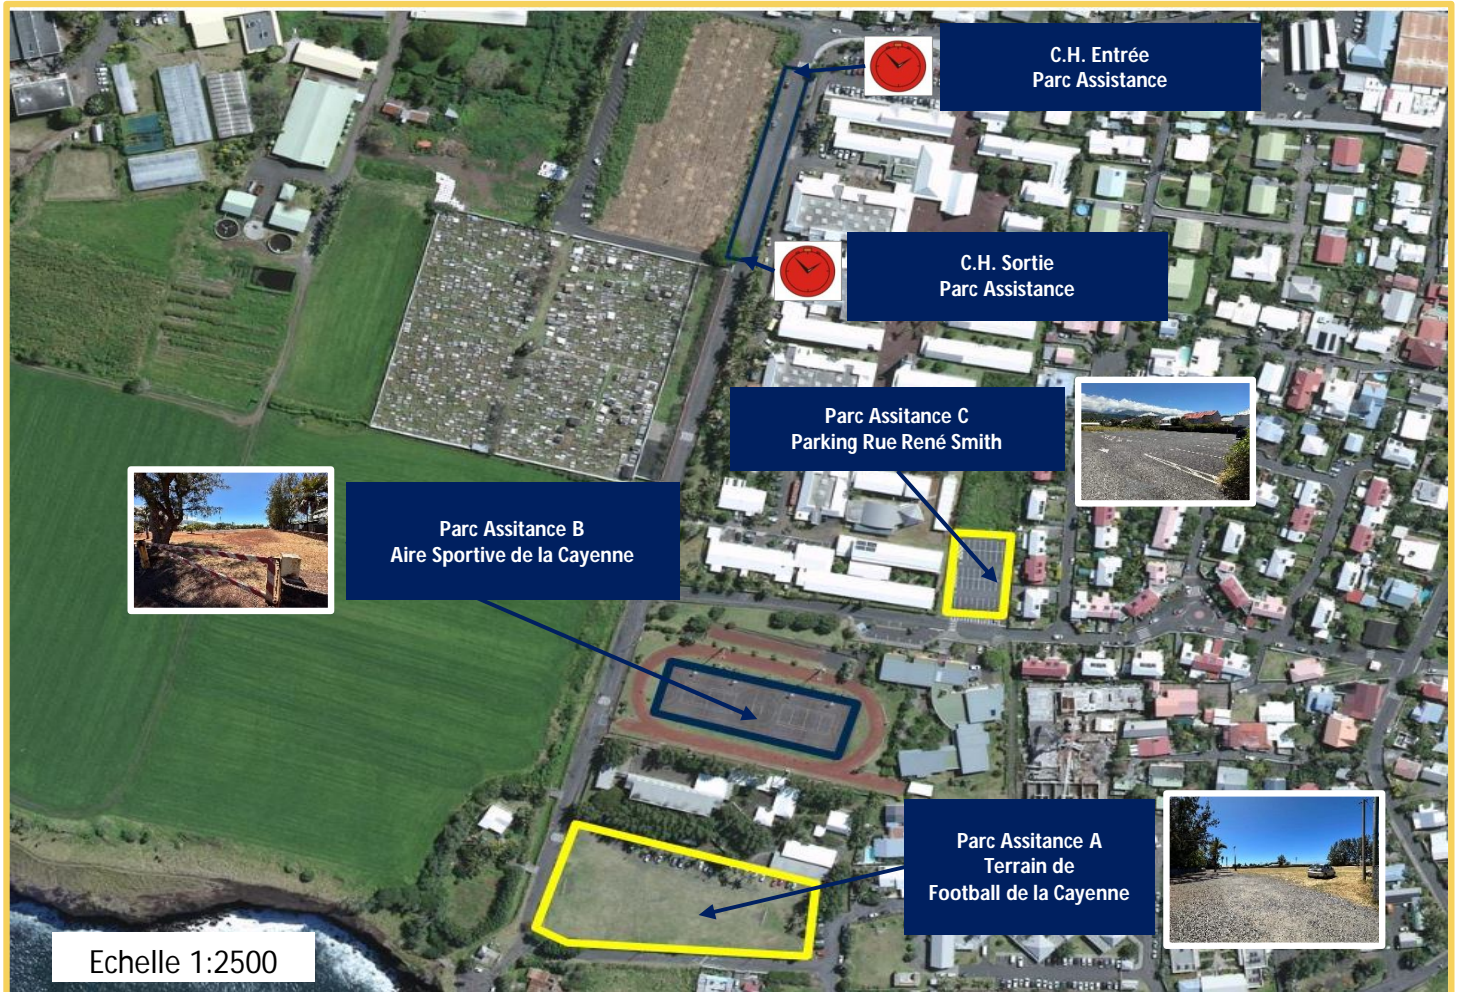 C.H. Entrée
Parc Assistance
C.H. Sortie
Parc Assistance
Parc Assitance C
Parking Rue René Smith
Parc Assitance B
Aire Sportive de la Cayenne
Parc Assitance A
Terrain de
Football de la Cayenne
Echelle 1:2500